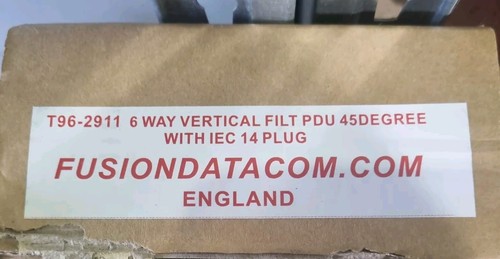 T96-2911 6 WAY VERTICAL FILT PDU 45DEGREE
WITH IEC 14 PLUG
FUSIONDATACOM.COM
ENGLAND